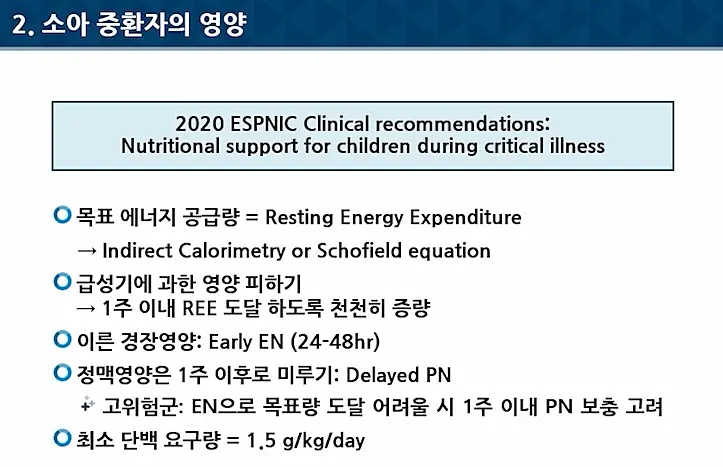 2. 소아 중환자의 영양
2020 ESPNIC Clinical recommendations:
Nutritional support for children during critical illness
목표 에너지 공급량 = Resting Energy Expenditure
→ Indirect Calorimetry or Schofield equation
급성기에 과한 영양 피하기
→ 1주 이내 REE 도달 하도록 천천히 증량
이른 경장영양: Early EN (24-48hr)
정맥영양은 1주 이후로 미루기: Delayed PN
고위험군: EN으로 목표량 도달 어려울 시 1주 이내 PN 보충 고려
최소 단백 요구량 = 1.5 g/kg/day